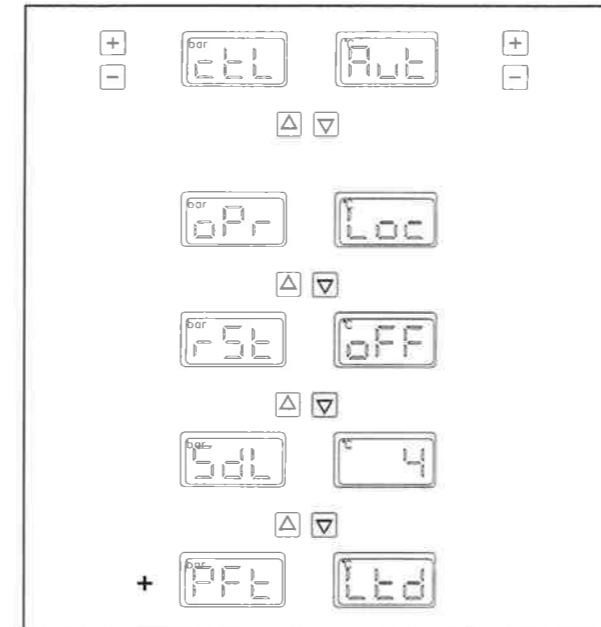 + bar ctL °C Aut +
− −
bar oPr °C Loc
bar rSt °C oFF
bar SdL °C 4
+ bar PFt °C Ltd